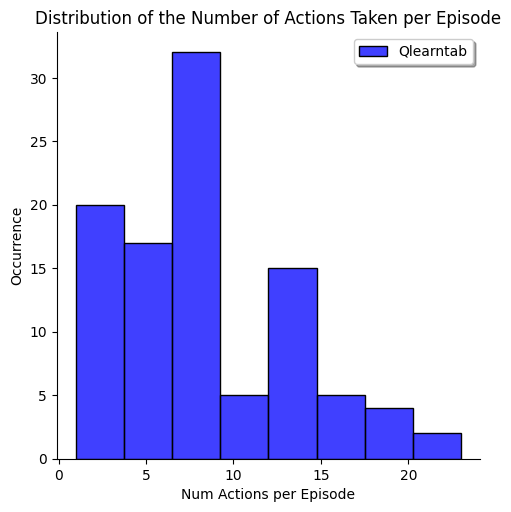 Distribution of the Number of Actions Taken per Episode
Qlearntab
30
25
20
15
10
5
0
Occurrence
0 5 10 15 20
Num Actions per Episode